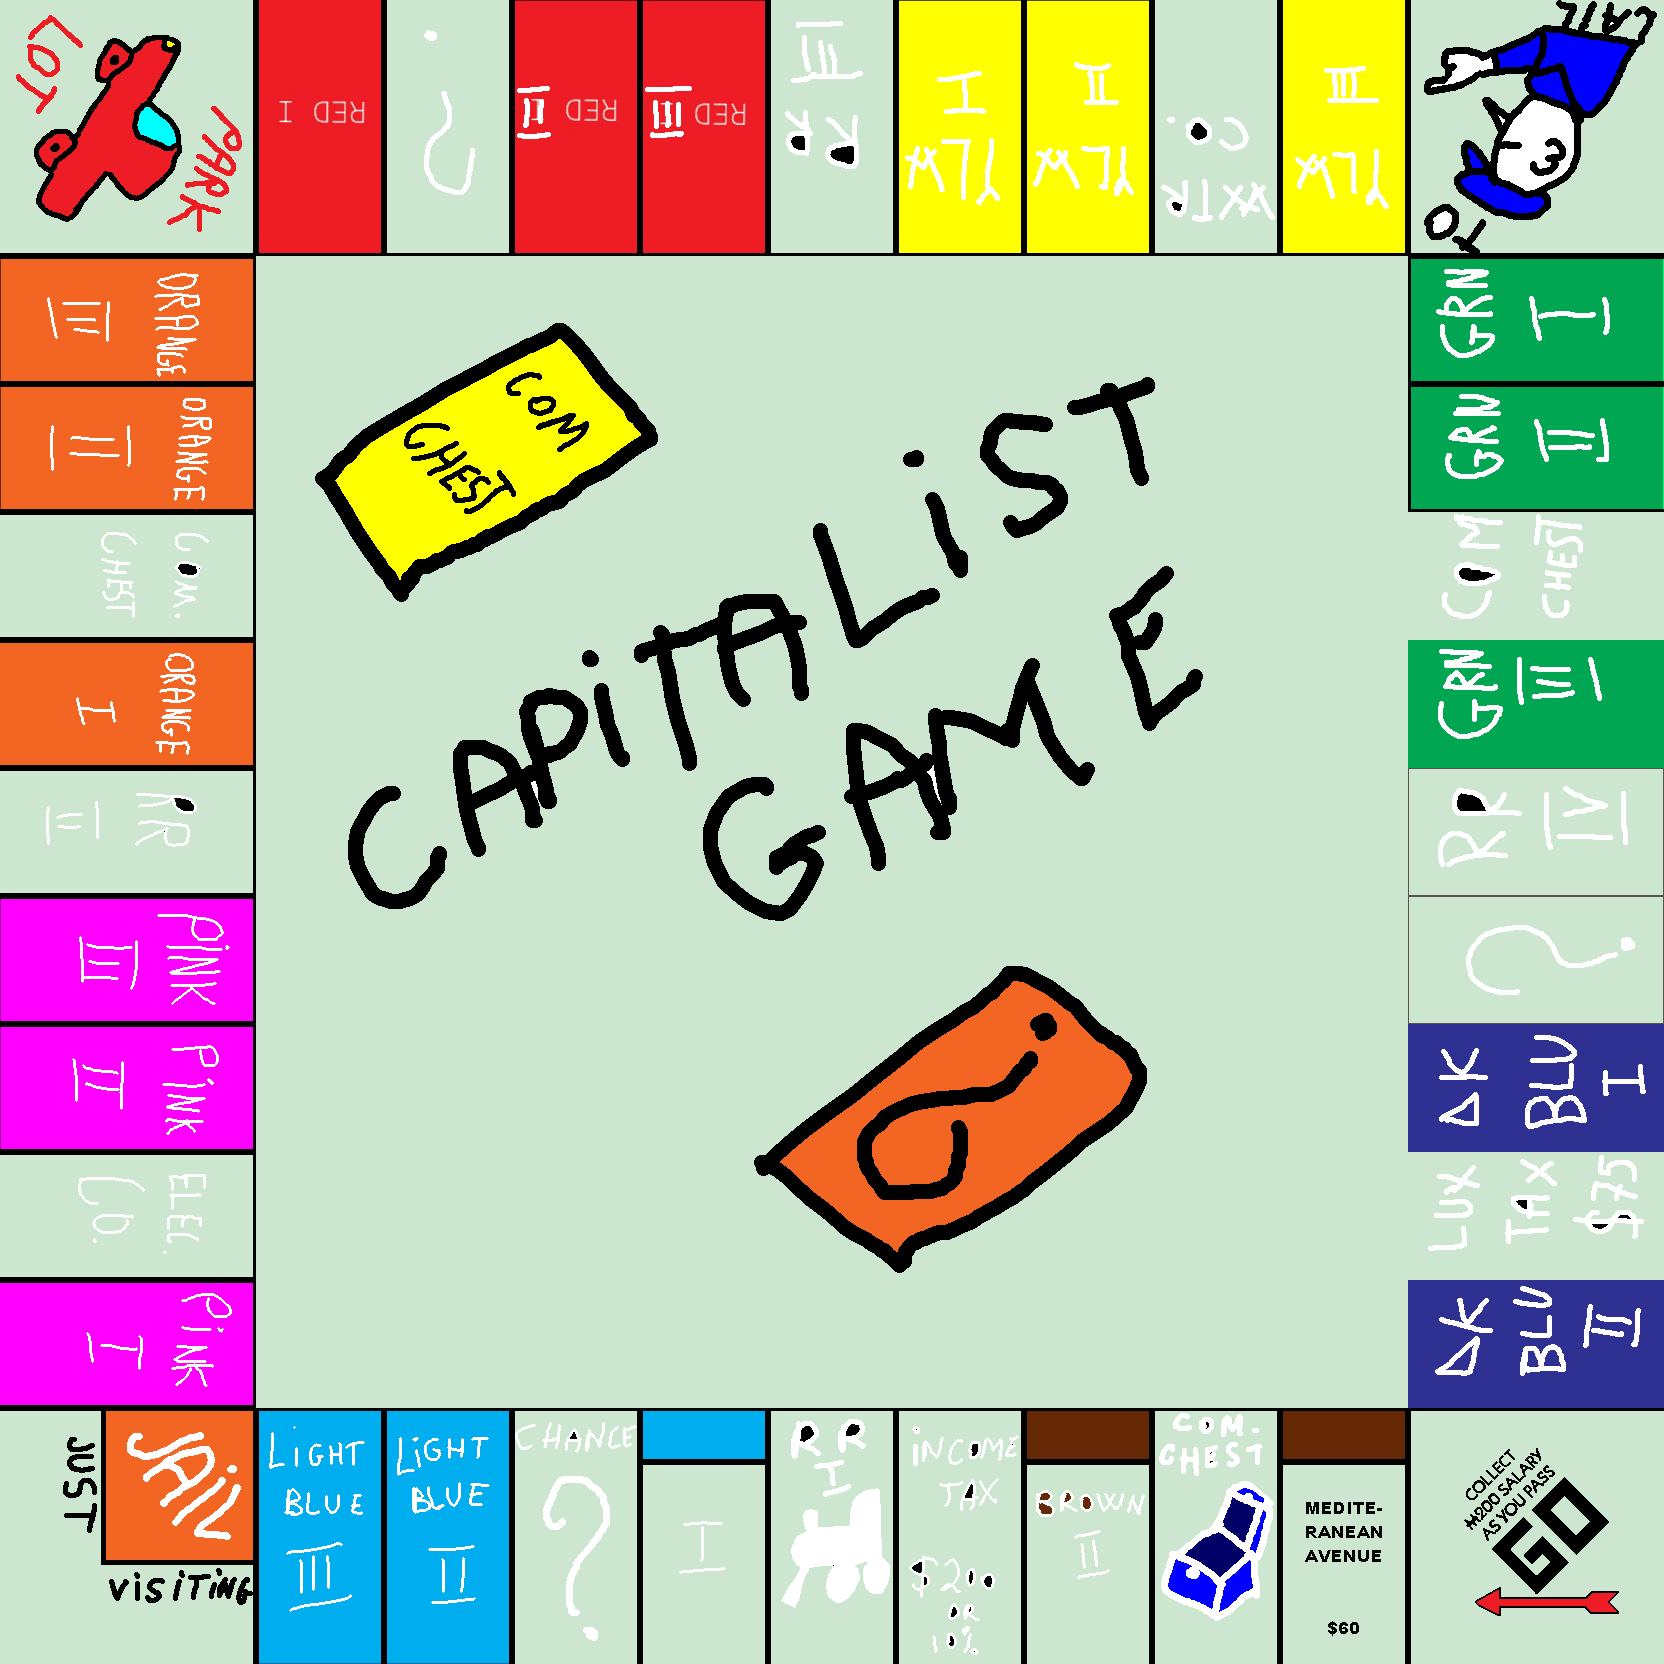 LOT
PARK
RED I
?
RED II
RED III
RR
III
YLW
I
YLW
II
WXTR
Co
YLW
III
TO
JAIL
ORANGE
III
ORANGE
II
COM.
CHEST
ORANGE
I
RR
II
PINK
III
PINK
II
ELEC.
CO.
PINK
I
COM
CHEST
CAPITALIST
GAME
?
GRN
I
GRN
II
COM
CHEST
GRN
III
RR
IV
?
DK
BLU
I
LUX
TAX
$75
DK
BLU
II
JUST
JAIL
VISITING
LIGHT
BLUE
III
LIGHT
BLUE
II
CHANCE
?
I
RR
I
INCOME
TAX
$200
OR
10%
BROWN
II
COM.
CHEST
MEDITE-
RANEAN
AVENUE
$60
COLLECT
₩200 SALARY
AS YOU PASS
GO